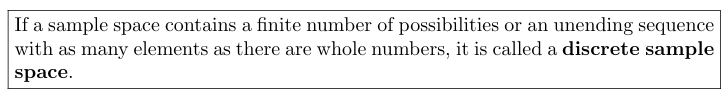 If a sample space contains a finite number of possibilities or an unending sequence
with as many elements as there are whole numbers, it is called a discrete sample
space.